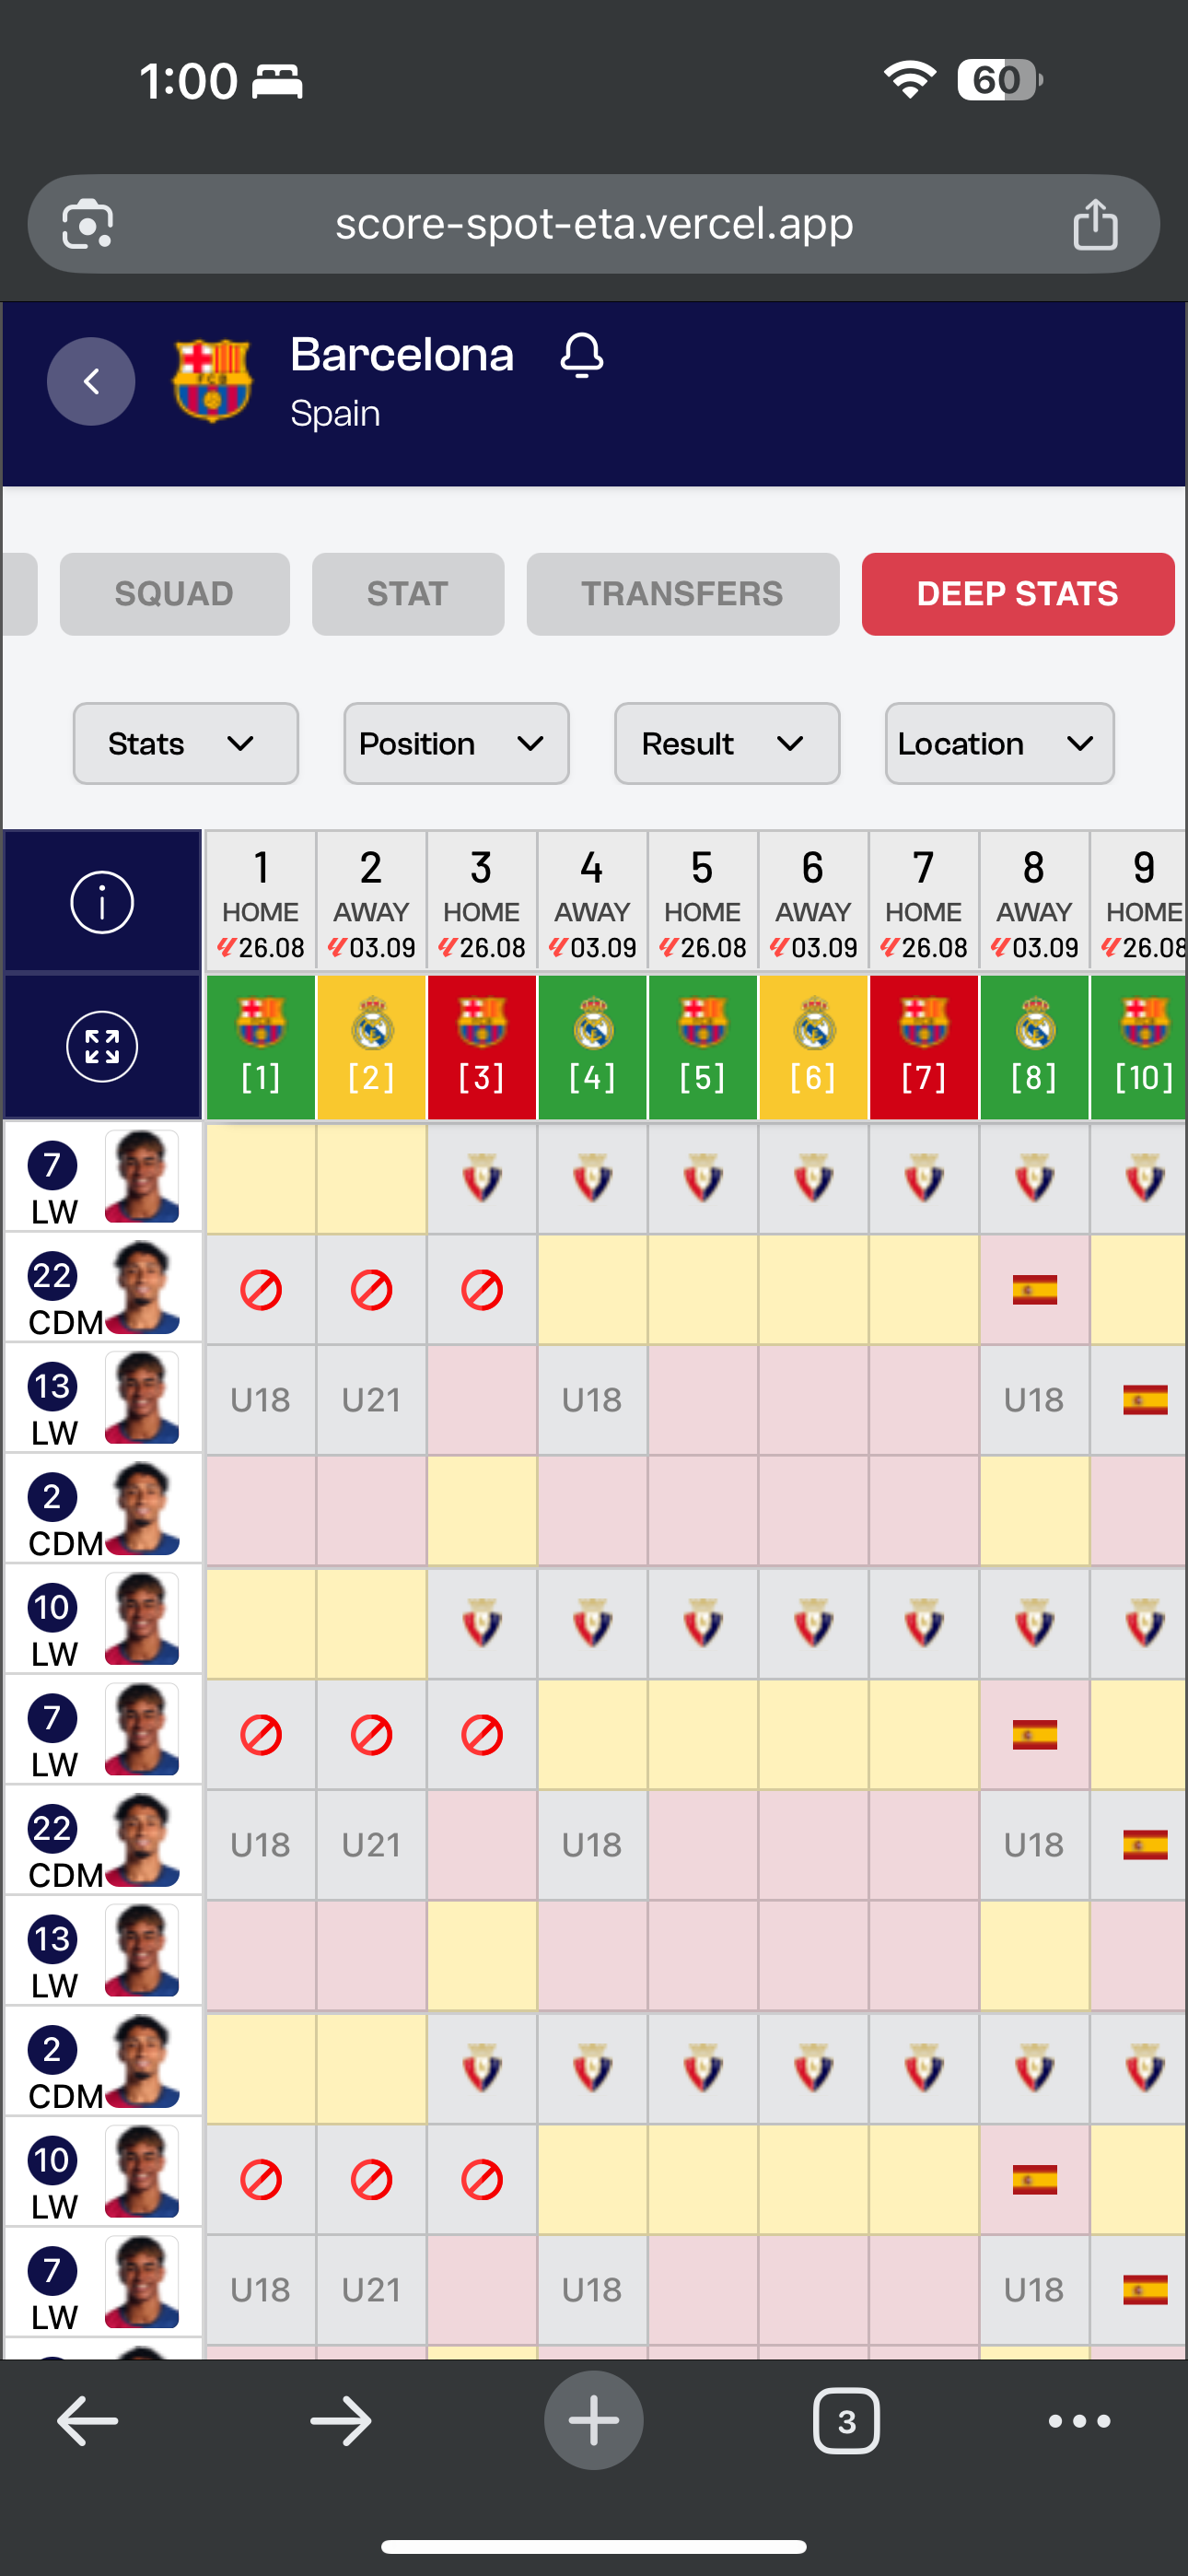 1:00
60
score-spot-eta.vercel.app
Barcelona
Spain
SQUAD STAT TRANSFERS DEEP STATS
Stats Position Result Location
1 2 3 4 5 6 7 8 9
HOME AWAY HOME AWAY HOME AWAY HOME AWAY HOME
26.08 03.09 26.08 03.09 26.08 03.09 26.08 03.09 26.08
[1] [2] [3] [4] [5] [6] [7] [8] [10]
7
LW
22
CDM
13 U18 U21 U18 U18
LW
2
CDM
10
LW
7
LW
22 U18 U21 U18 U18
CDM
13
LW
2
CDM
10
LW
7 U18 U21 U18 U18
LW
3